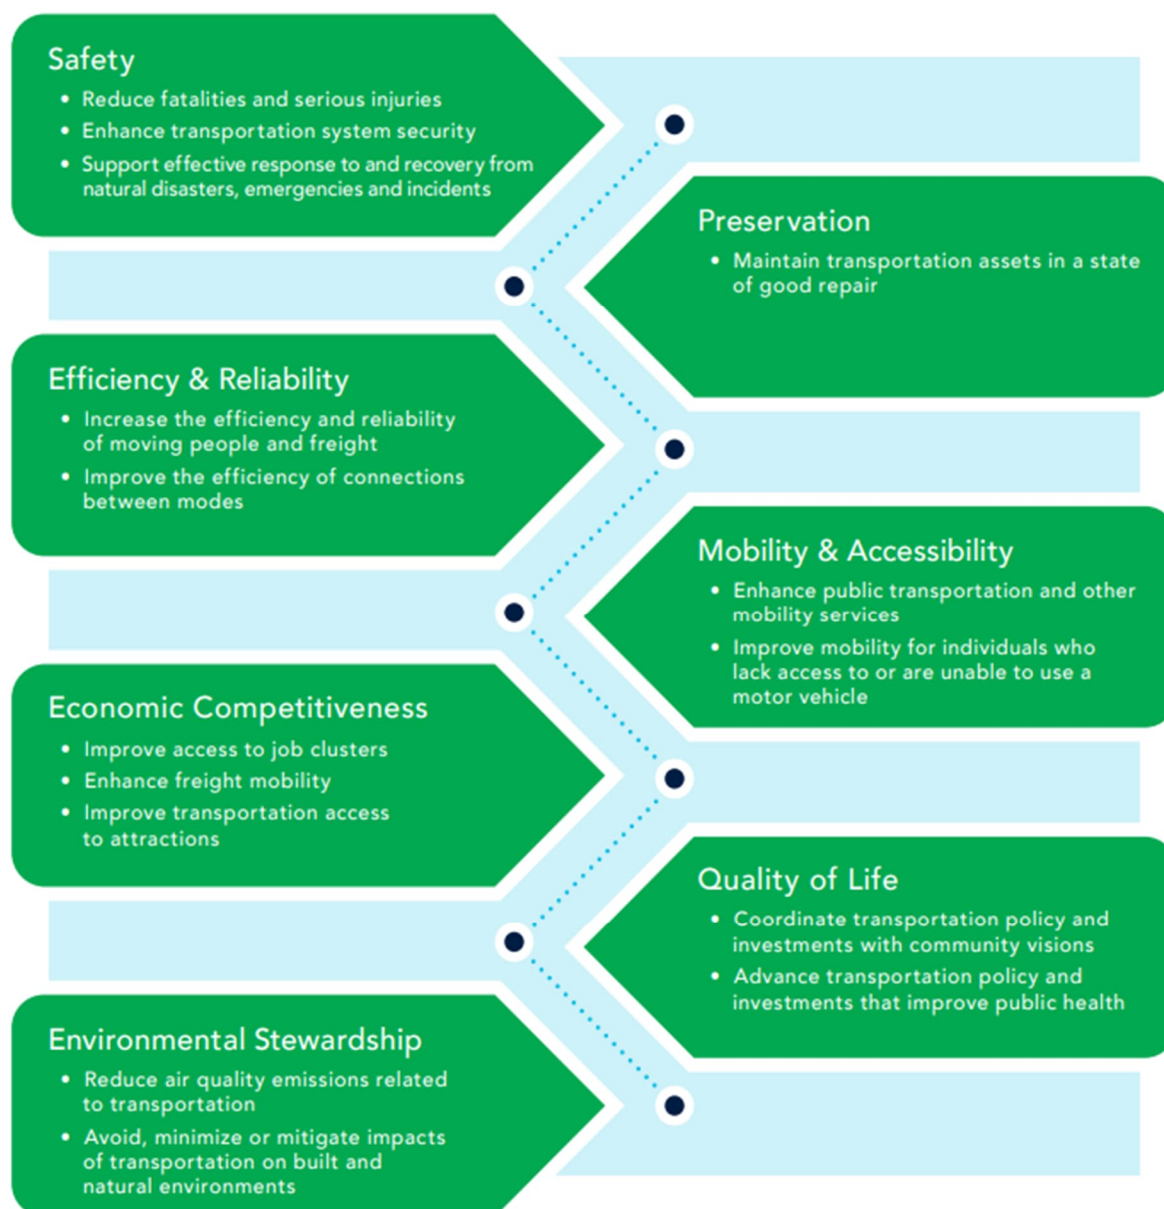 Safety
• Reduce fatalities and serious injuries
• Enhance transportation system security
• Support effective response to and recovery from
natural disasters, emergencies and incidents
Preservation
• Maintain transportation assets in a state
of good repair
Efficiency & Reliability
• Increase the efficiency and reliability
of moving people and freight
• Improve the efficiency of connections
between modes
Mobility & Accessibility
• Enhance public transportation and other
mobility services
• Improve mobility for individuals who
lack access to or are unable to use a
motor vehicle
Economic Competitiveness
• Improve access to job clusters
• Enhance freight mobility
• Improve transportation access
to attractions
Quality of Life
• Coordinate transportation policy and
investments with community visions
• Advance transportation policy and
investments that improve public health
Environmental Stewardship
• Reduce air quality emissions related
to transportation
• Avoid, minimize or mitigate impacts
of transportation on built and
natural environments